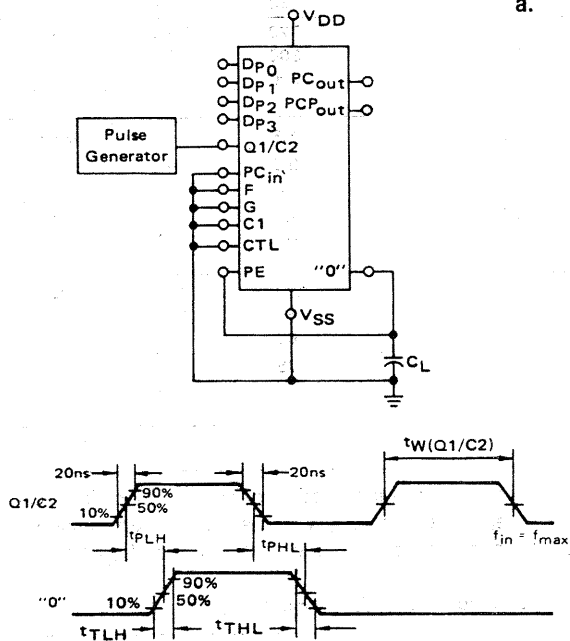 a.
VDD
DP0
DP1
DP2
DP3
Q1/C2
PCin
F
G
C1
CTL
PE
PCout
PCPout
"0"
Pulse
Generator
VSS
CL
tW(Q1/C2)
20ns
20ns
Q1/C2
10%
90%
50%
tPLH
tPHL
fin = fmax
"0"
10%
90%
50%
tTLH
tTHL